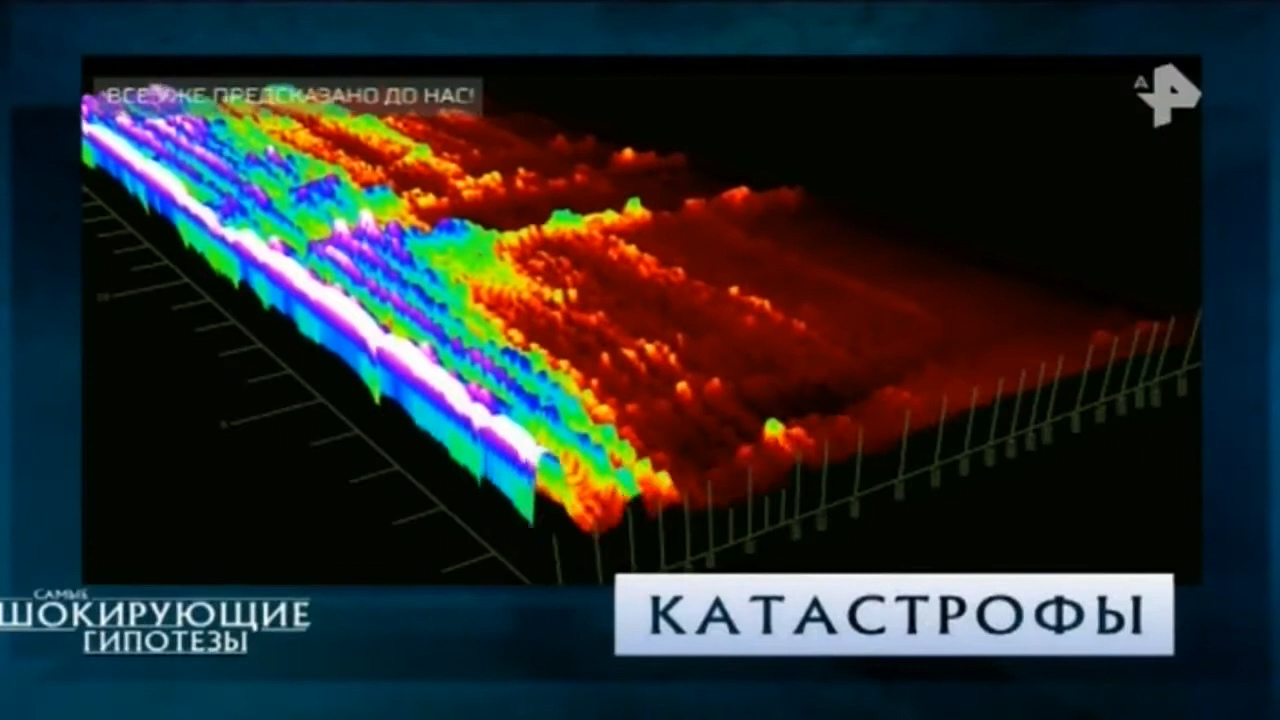 ВСЕ УЖЕ ПРЕДСКАЗАНО ДО НАС!
САМЫЕ
ШОКИРУЮЩИЕ
ГИПОТЕЗЫ
КАТАСТРОФЫ